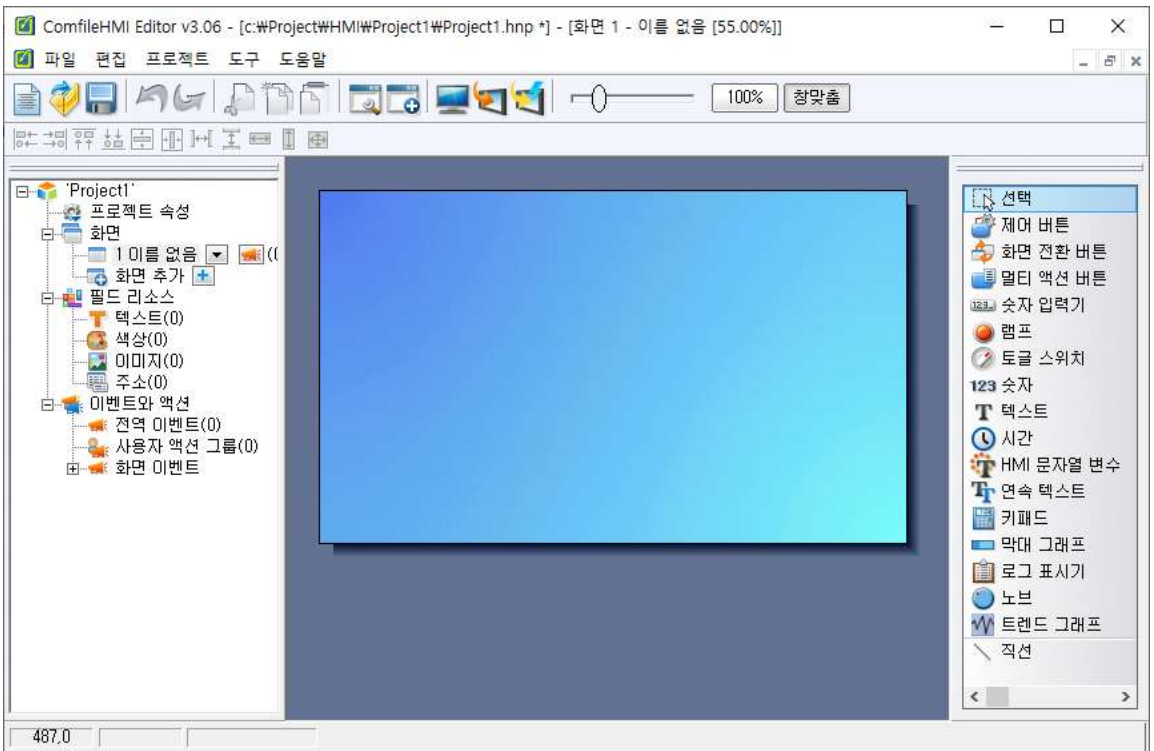 ComfileHMI Editor v3.06 - [c:₩Project₩HMI₩Project1₩Project1.hnp *] - [화면 1 - 이름 없음 [55.00%]]
파일 편집 프로젝트 도구 도움말
100% 창맞춤
'Project1'
프로젝트 속성
화면
1 이름 없음
화면 추가
필드 리소스
텍스트(0)
색상(0)
이미지(0)
주소(0)
이벤트와 액션
전역 이벤트(0)
사용자 액션 그룹(0)
화면 이벤트
선택
제어 버튼
화면 전환 버튼
멀티 액션 버튼
숫자 입력기
램프
토글 스위치
123 숫자
T 텍스트
시간
HMI 문자열 변수
연속 텍스트
키패드
막대 그래프
로그 표시기
노브
트렌드 그래프
직선
487,0